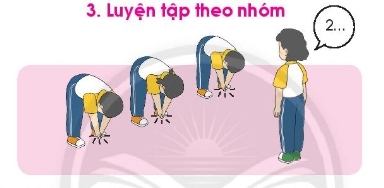 3. Luyện tập theo nhóm
2...